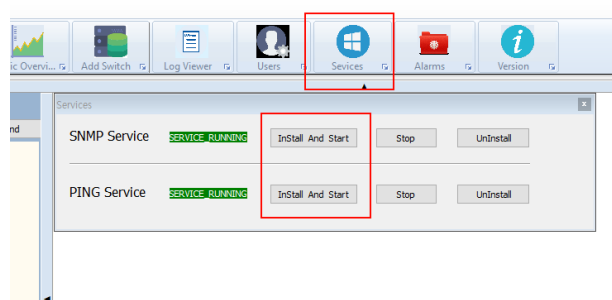 ic Overvi... Add Switch Log Viewer Users Sevices Alarms Version
Services
nd
SNMP Service SERVICE_RUNNING InStall And Start Stop UnInstall
PING Service SERVICE_RUNNING InStall And Start Stop UnInstall